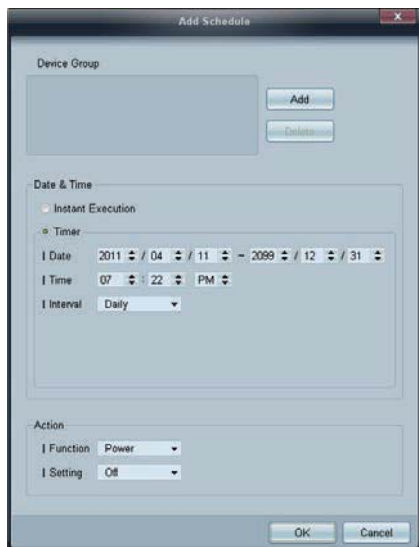 Add Schedule
x
Device Group
Add
Delete
Date & Time
Instant Execution
Timer
Date 2011 / 04 / 11 ~ 2099 / 12 / 31
Time 07 : 22 PM
Interval Daily
Action
Function Power
Setting Off
OK Cancel